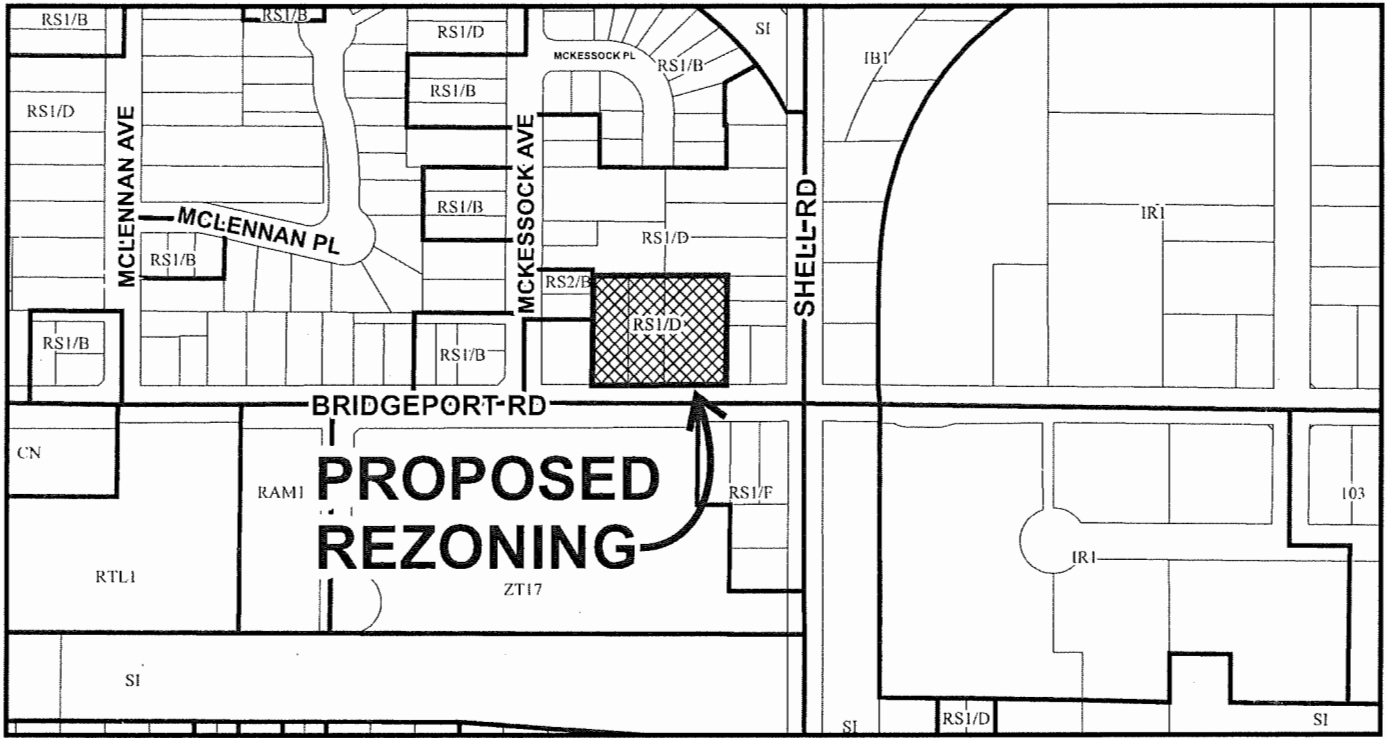 RS1/B
RS1/B
RS1/D
SI
MCKESSOCK PL
RS1/B
IB1
RS1/B
RS1/D
MCLENNAN AVE
MCKESSOCK AVE
RS1/B
SHELL RD
IR1
MCLENNAN PL
RS1/D
RS1/B
RS2/B
RS1/D
RS1/B
RS1/B
BRIDGEPORT RD
CN
PROPOSED
REZONING
RAM1
RS1/F
103
IR1
RTL1
ZT17
SI
RS1/D
SI
SI